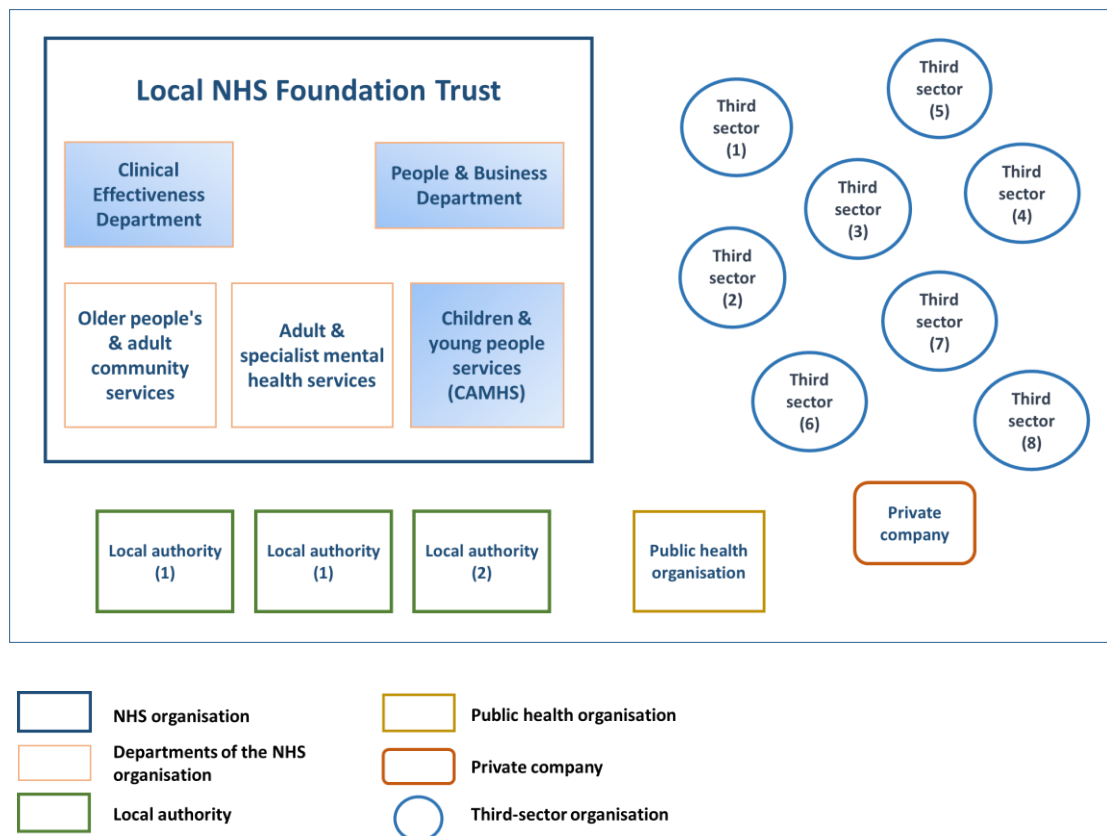 Local NHS Foundation Trust
Clinical
Effectiveness
Department
People & Business
Department
Older people's
& adult
community
services
Adult &
specialist mental
health services
Children &
young people
services
(CAMHS)
Third
sector
(1)
Third
sector
(5)
Third
sector
(3)
Third
sector
(4)
Third
sector
(2)
Third
sector
(7)
Third
sector
(6)
Third
sector
(8)
Local authority
(1)
Local authority
(1)
Local authority
(2)
Public health
organisation
Private
company
NHS organisation
Departments of the NHS
organisation
Local authority
Public health organisation
Private company
Third-sector organisation